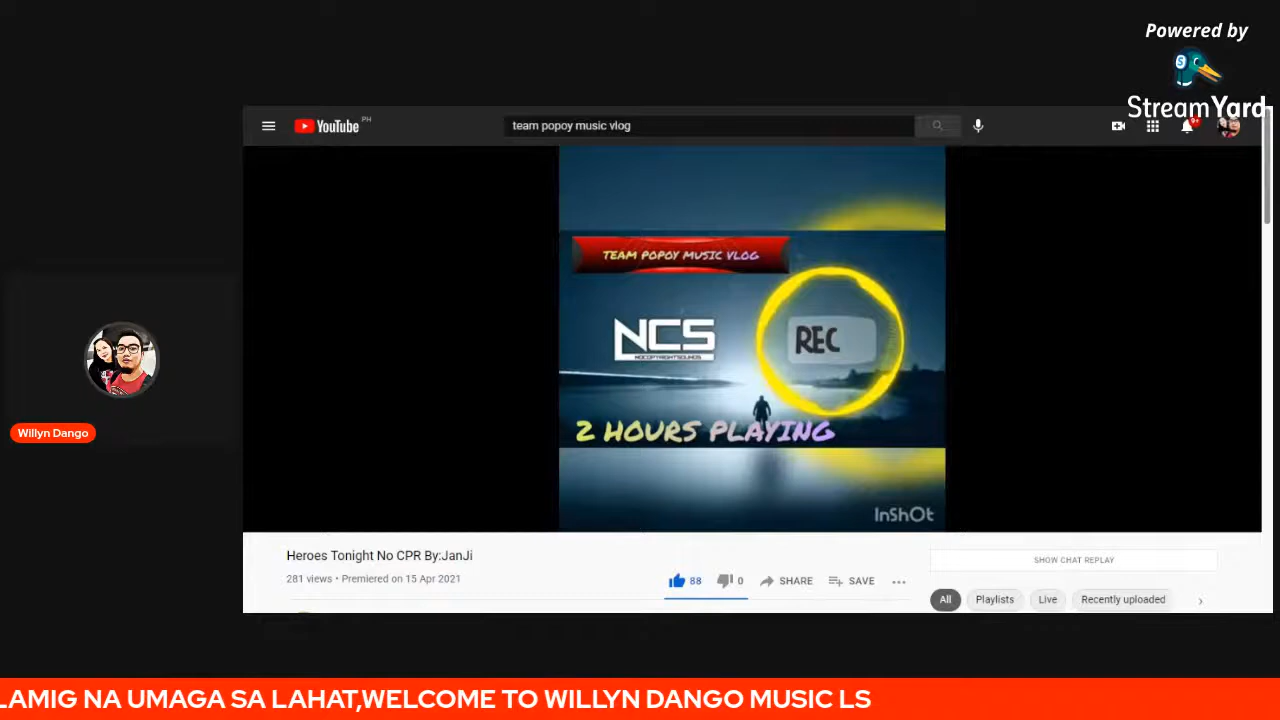 Powered by
StreamYard
YouTube PH
team popoy music vlog
9+
TEAM POPOY MUSIC VLOG
NCS
NOCOPYRIGHTSOUNDS
REC
2 HOURS PLAYING
InShOt
Willyn Dango
Heroes Tonight No CPR By:JanJi
281 views • Premiered on 15 Apr 2021
88
0
SHARE
SAVE
SHOW CHAT REPLAY
All
Playlists
Live
Recently uploaded
LAMIG NA UMAGA SA LAHAT,WELCOME TO WILLYN DANGO MUSIC LS